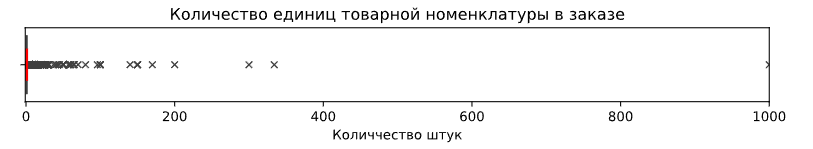 Количество единиц товарной номенклатуры в заказе
0 200 400 600 800 1000
Количчество штук